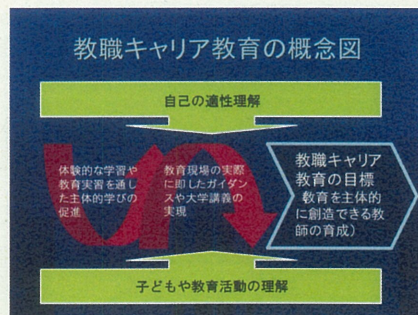 教職キャリア教育の概念図
自己の適性理解
体験的な学習や
教育実習を通し
た主体的学びの
促進
教育現場の実際
に即したガイダン
スや大学講義の
実現
教職キャリア
教育の目標
教育を主体的
に創造できる教
師の育成）
子どもや教育活動の理解